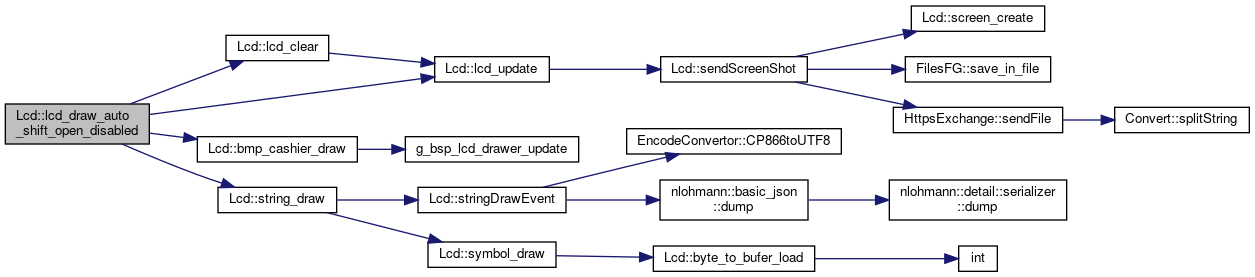 Lcd::lcd_draw_auto
_shift_open_disabled
Lcd::lcd_clear
Lcd::lcd_update
Lcd::sendScreenShot
Lcd::screen_create
FilesFG::save_in_file
HttpsExchange::sendFile
Convert::splitString
Lcd::bmp_cashier_draw
g_bsp_lcd_drawer_update
Lcd::string_draw
Lcd::stringDrawEvent
EncodeConvertor::CP866toUTF8
nlohmann::basic_json
::dump
nlohmann::detail::serializer
::dump
Lcd::symbol_draw
Lcd::byte_to_bufer_load
int